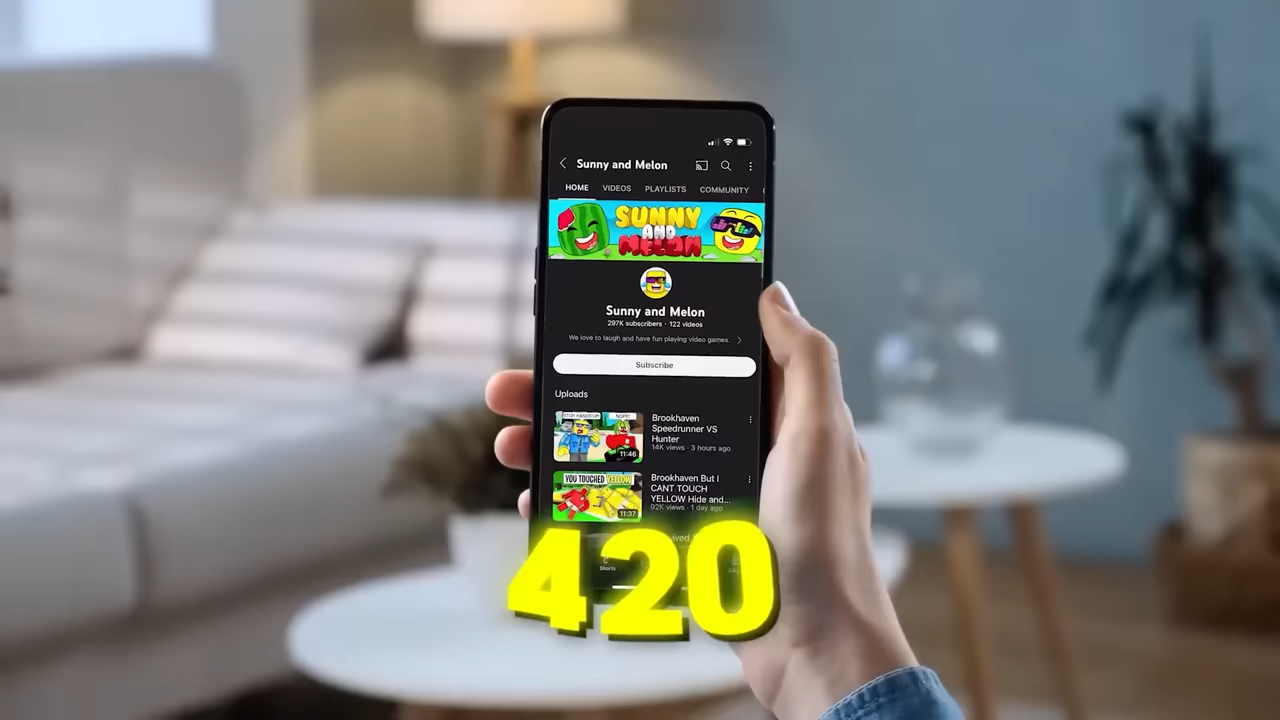 Sunny and Melon
HOME VIDEOS PLAYLISTS COMMUNITY
SUNNY
AND
MELON
Sunny and Melon
297K subscribers · 122 videos
We love to laugh and have fun playing video games.
Subscribe
Uploads
STOP HANDS UP! NOPE!
11:46
Brookhaven
Speedrunner VS
Hunter
14K views · 3 hours ago
YOU TOUCHED YELLOW
11:37
Brookhaven But I
CANT TOUCH
YELLOW Hide and...
92K views · 1 day ago
Shorts
420